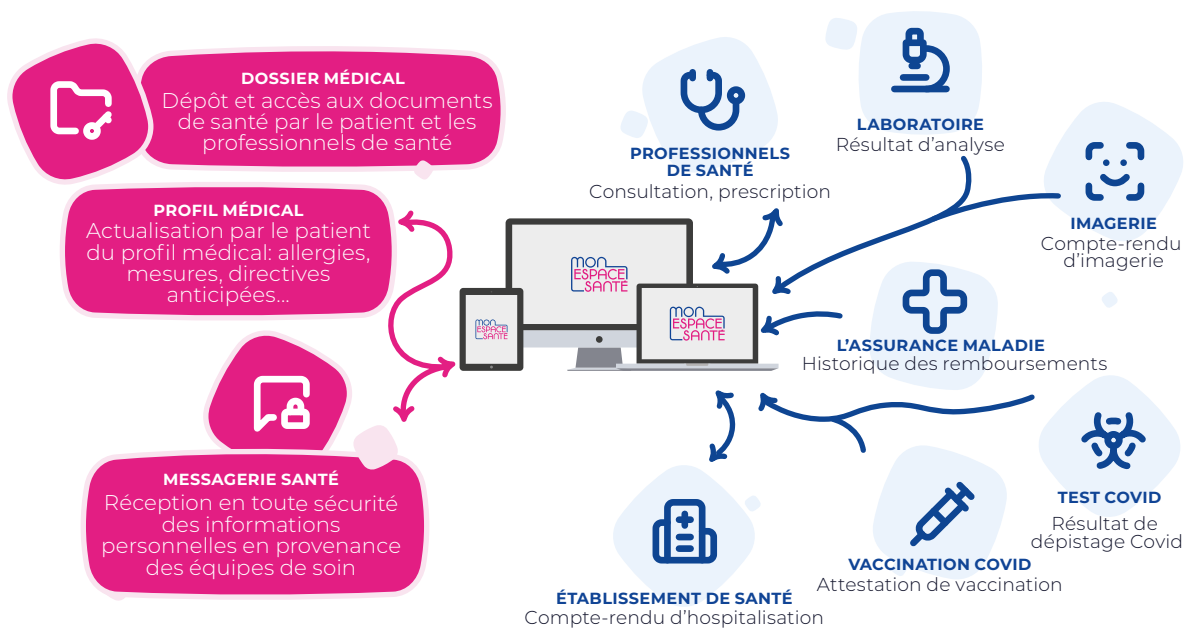 DOSSIER MÉDICAL
Dépôt et accès aux documents
de santé par le patient et les
professionnels de santé
PROFIL MÉDICAL
Actualisation par le patient
du profil médical: allergies,
mesures, directives
anticipées...
MESSAGERIE SANTÉ
Réception en toute sécurité
des informations
personnelles en provenance
des équipes de soin
mon
ESPACE
SANTÉ
mon
ESPACE
SANTÉ
mon
ESPACE
SANTÉ
PROFESSIONNELS
DE SANTÉ
Consultation, prescription
LABORATOIRE
Résultat d’analyse
IMAGERIE
Compte-rendu
d’imagerie
L’ASSURANCE MALADIE
Historique des remboursements
TEST COVID
Résultat de
dépistage Covid
VACCINATION COVID
Attestation de vaccination
ÉTABLISSEMENT DE SANTÉ
Compte-rendu d’hospitalisation